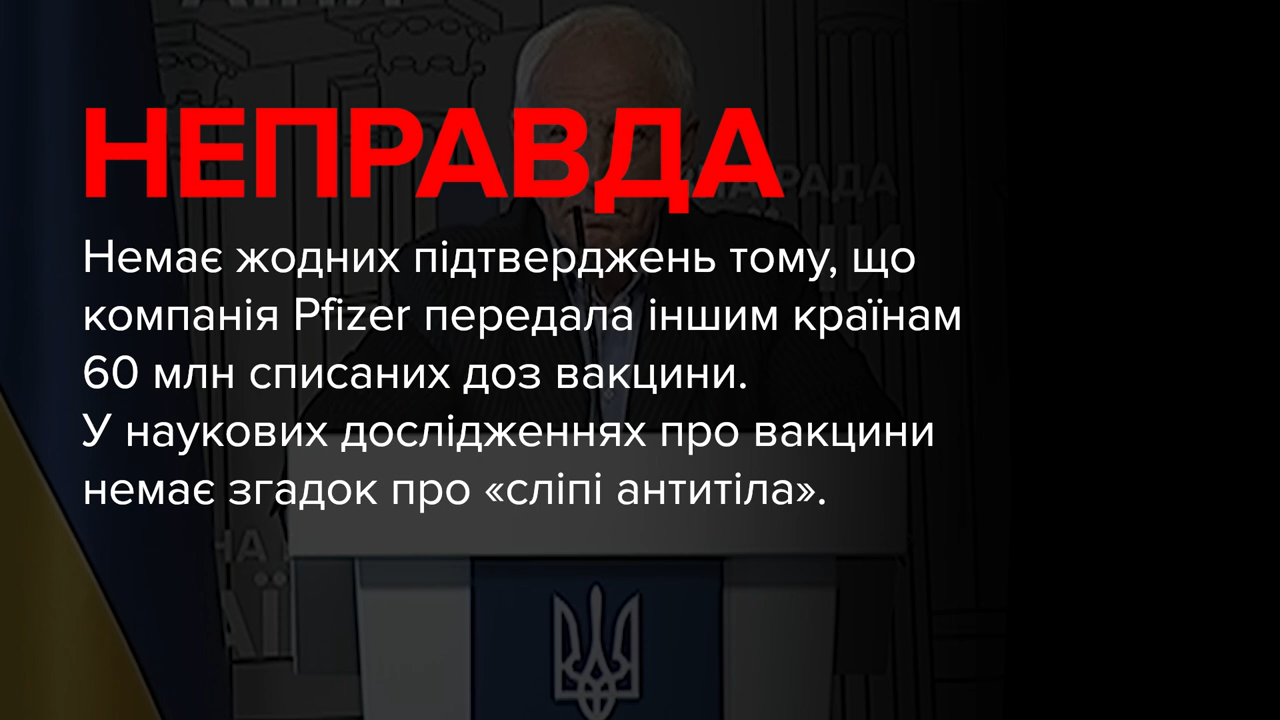 НЕПРАВДА
Немає жодних підтверджень тому, що
компанія Pfizer передала іншим країнам
60 млн списаних доз вакцини.
У наукових дослідженнях про вакцини
немає згадок про «сліпі антитіла».
РАДА